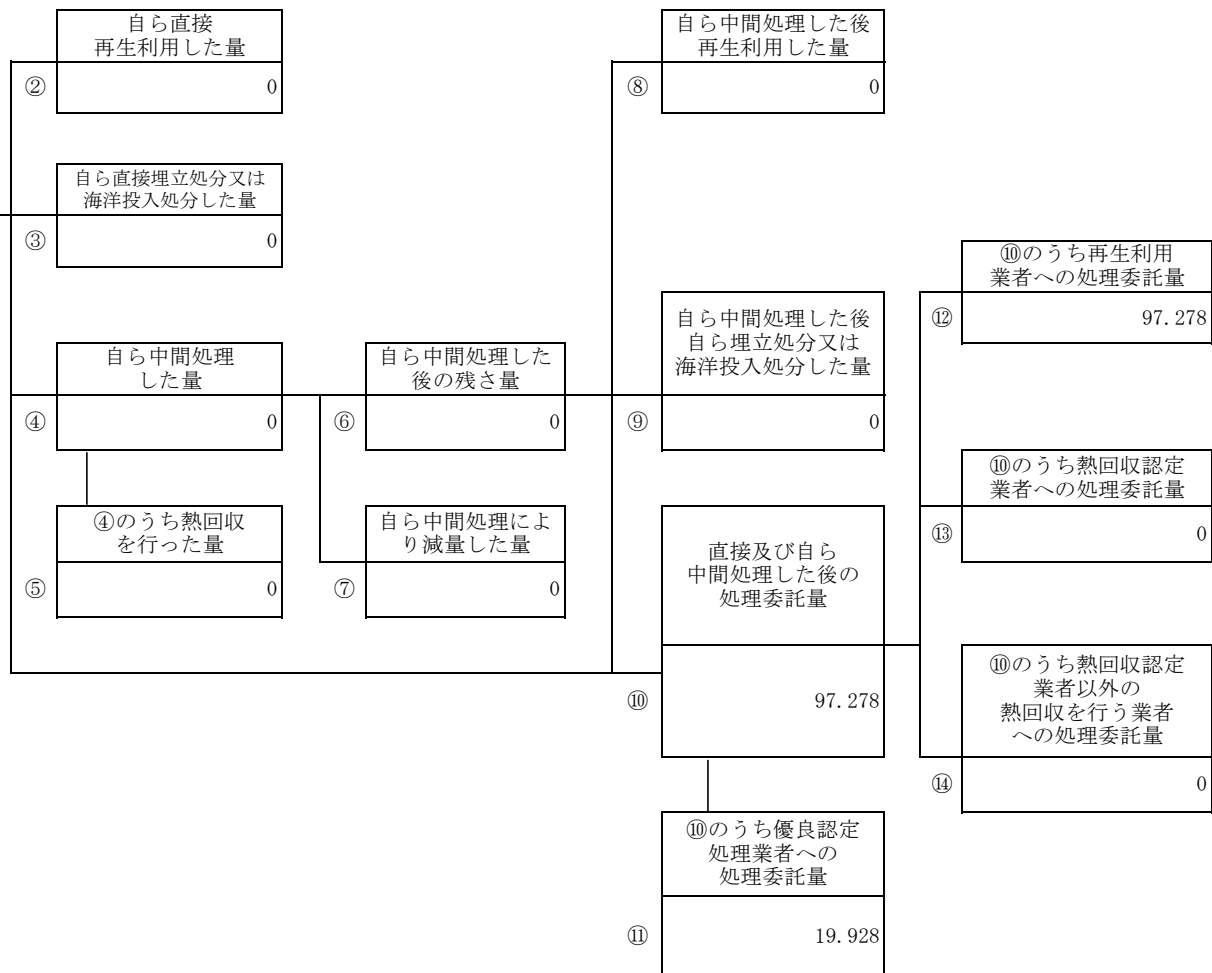 自ら直接
再生利用した量
②
0
自ら直接埋立処分又は
海洋投入処分した量
③
0
自ら中間処理
した量
④
0
④のうち熱回収
を行った量
⑤
0
自ら中間処理した
後の残さ量
⑥
0
自ら中間処理によ
り減量した量
⑦
0
自ら中間処理した後
再生利用した量
⑧
0
自ら中間処理した後
自ら埋立処分又は
海洋投入処分した量
⑨
0
直接及び自ら
中間処理した後の
処理委託量
⑩
97.278
⑩のうち優良認定
処理業者への
処理委託量
⑪
19.928
⑩のうち再生利用
業者への処理委託量
⑫
97.278
⑩のうち熱回収認定
業者への処理委託量
⑬
0
⑩のうち熱回収認定
業者以外の
熱回収を行う業者
への処理委託量
⑭
0